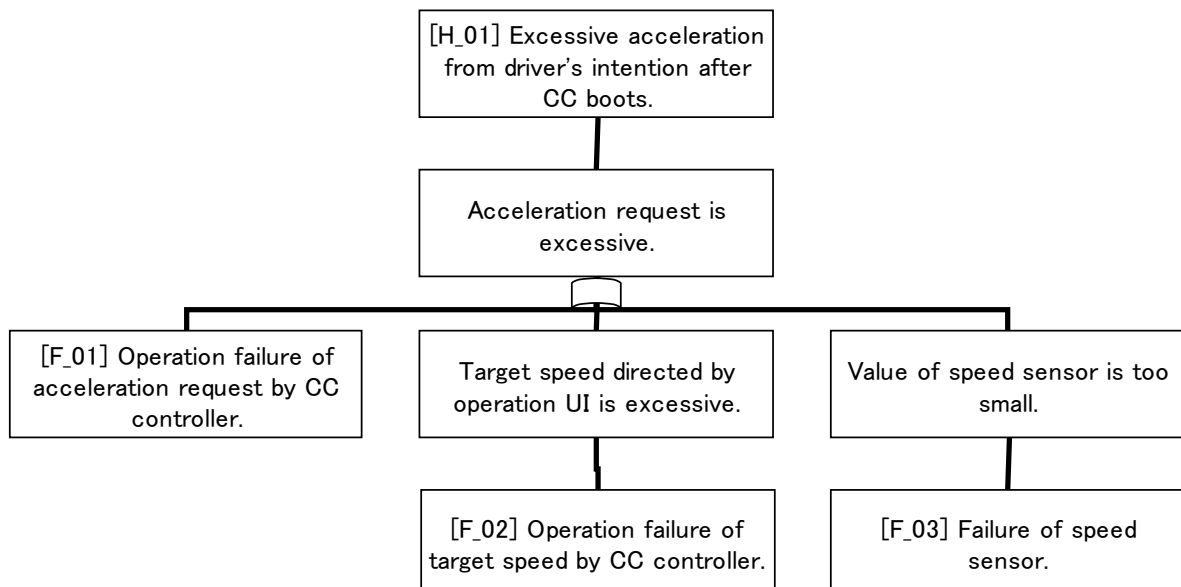 [H_01] Excessive acceleration
from driver's intention after
CC boots.
Acceleration request is
excessive.
[F_01] Operation failure of
acceleration request by CC
controller.
Target speed directed by
operation UI is excessive.
Value of speed sensor is too
small.
[F_02] Operation failure of
target speed by CC controller.
[F_03] Failure of speed
sensor.